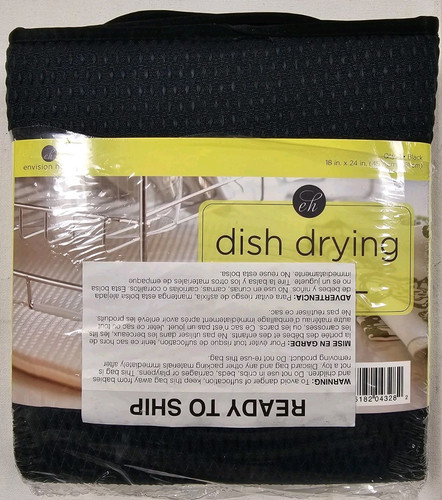 eh
envision
Black
18 in. x 24 in.
eh
dish drying
READY TO SHIP
WARNING: To avoid danger of suffocation, keep this bag away from babies
and children. Do not use in cribs, beds, carriages or playpens. This bag is
not a toy. Discard bag and any other packing materials immediately after
removing product. Do not re-use this bag.
MISE EN GARDE: Pour éviter tout risque de suffocation, tenir ce sac hors de
la portée des bébés et des enfants. Ne pas utiliser dans les berceaux, les lits
les carrosses, ou les parcs. Ce sac n'est pas un jouet. Jeter ce sac et tout
autre matériau d'emballage immédiatement après avoir enlevé les produits
Ne pas réutiliser ce sac.
ADVERTENCIA: Para evitar riesgo de asfixia, mantenga esta bolsa alejada
de bebés y niños. No use en cunas, camas, carriolas o corralitos. Esta bolsa
no es un juguete. Tire la bolsa y los otros materiales de empaque
inmediatamente. No reuse esta bolsa.
5182 04328 2